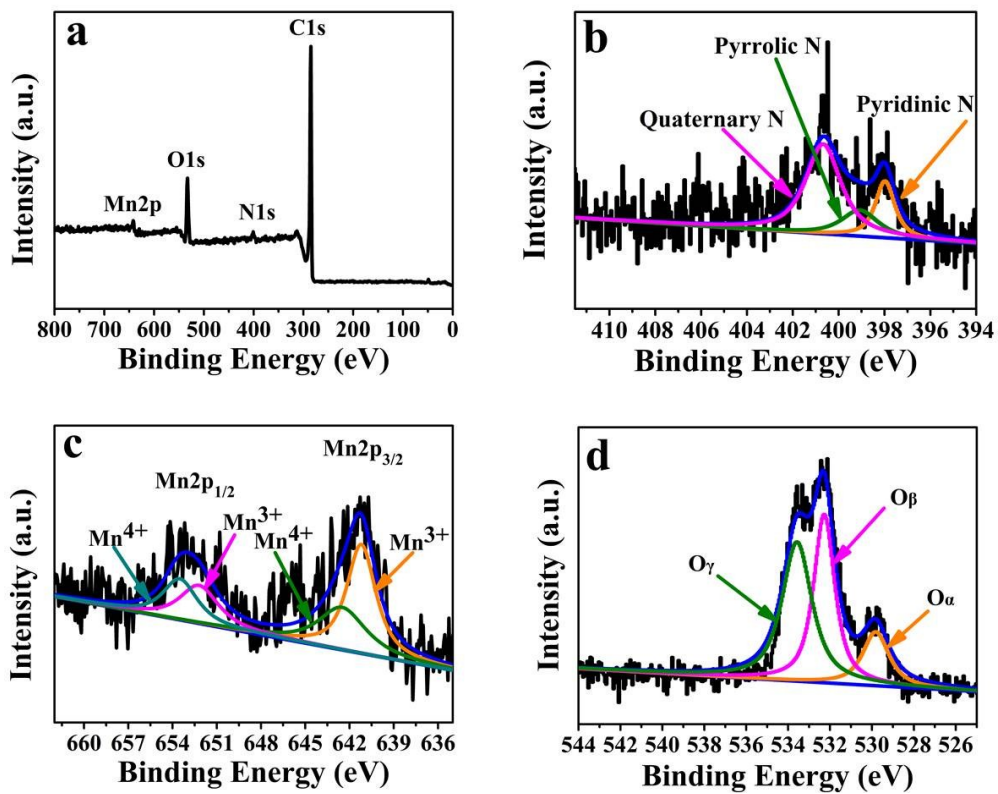 a
C1s
O1s
Mn2p
N1s
Intensity (a.u.)
800 700 600 500 400 300 200 100 0
Binding Energy (eV)
b
Pyrrolic N
Quaternary N
Pyridinic N
Intensity (a.u.)
410 408 406 404 402 400 398 396 394
Binding Energy (eV)
c
Mn2p3/2
Mn2p1/2
Mn4+
Mn3+
Mn4+
Mn3+
Intensity (a.u.)
660 657 654 651 648 645 642 639 636
Binding Energy (eV)
d
Oβ
Oγ
Oα
Intensity (a.u.)
544 542 540 538 536 534 532 530 528 526
Binding Energy (eV)